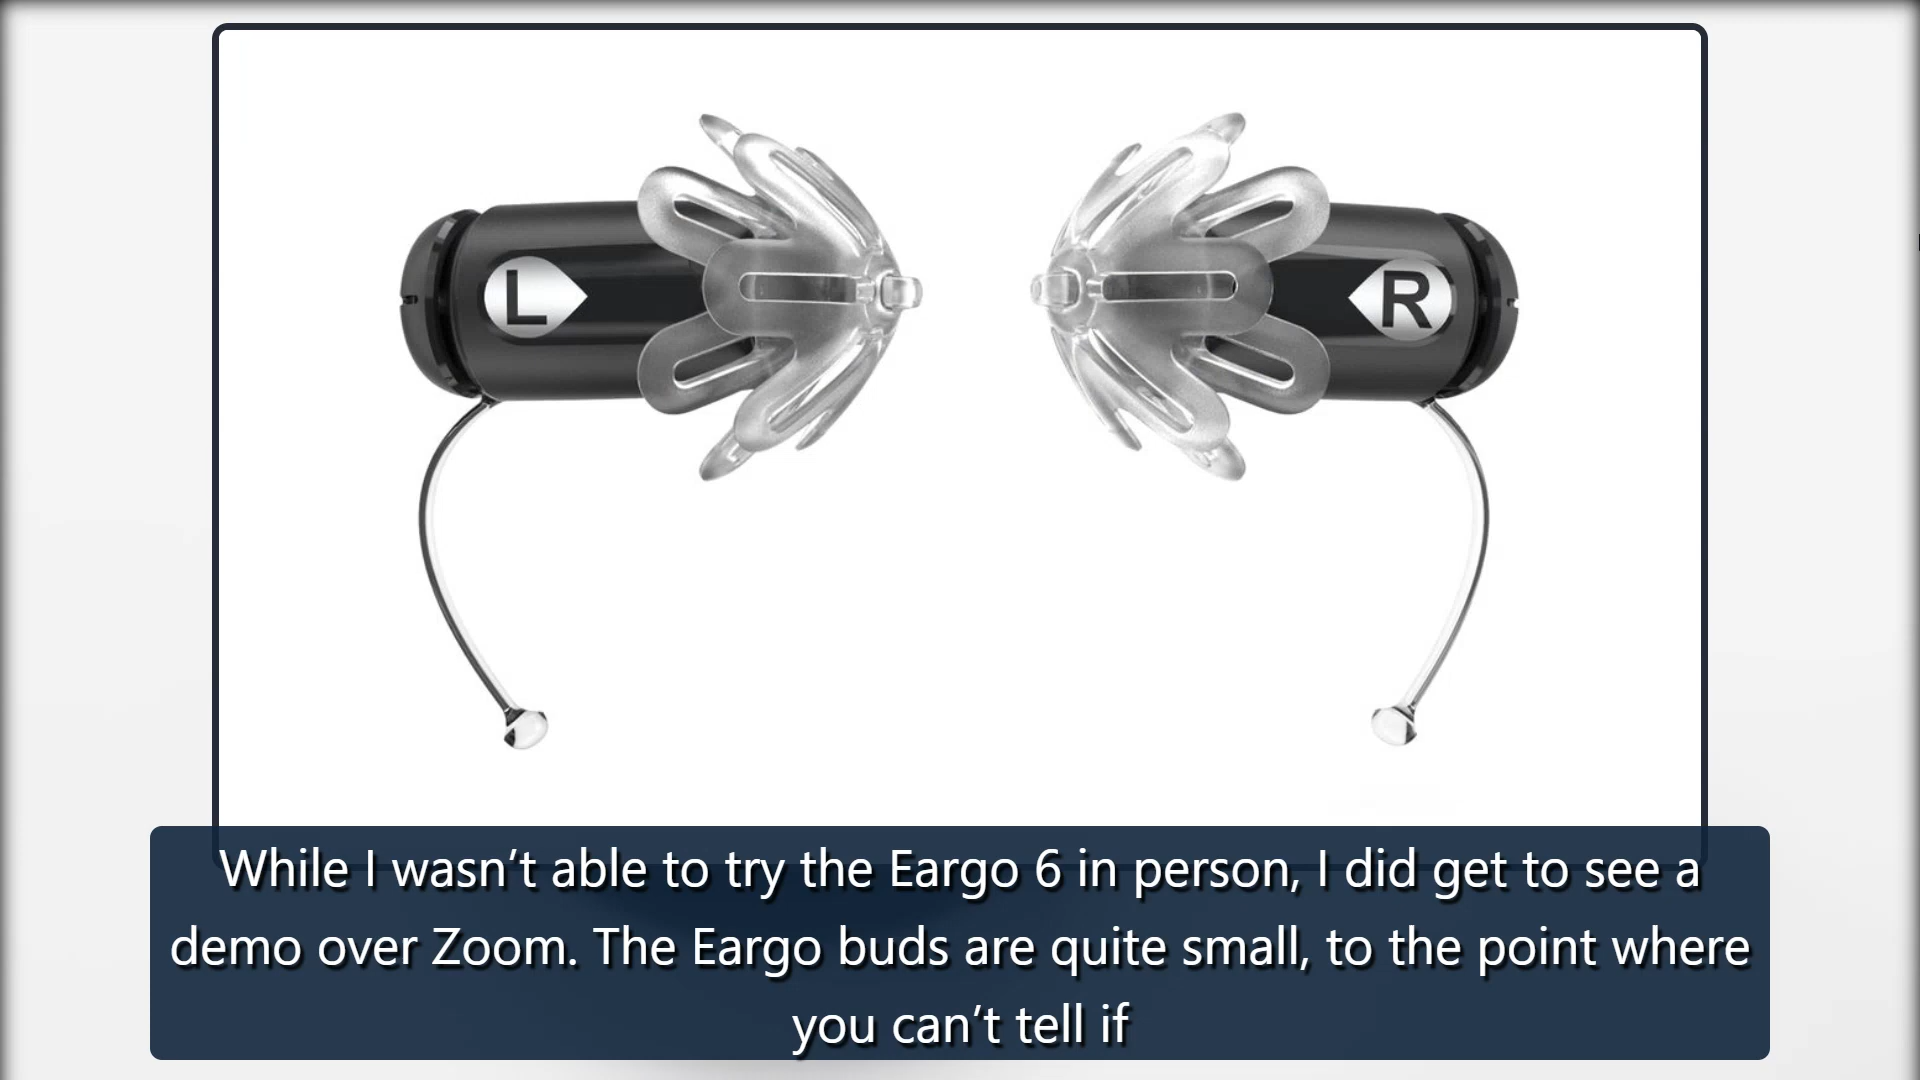 L
R
While I wasn’t able to try the Eargo 6 in person, I did get to see a
demo over Zoom. The Eargo buds are quite small, to the point where
you can’t tell if